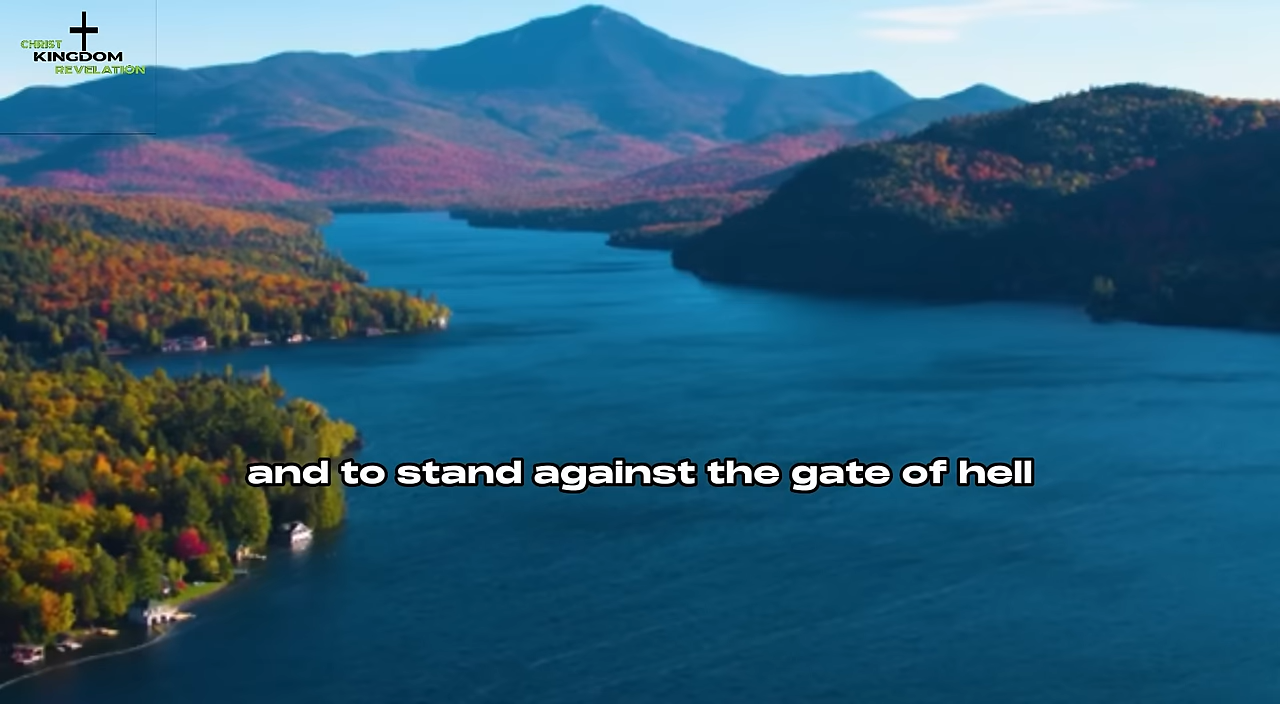 CHRIST
KINGDOM
REVELATION
and to stand against the gate of hell